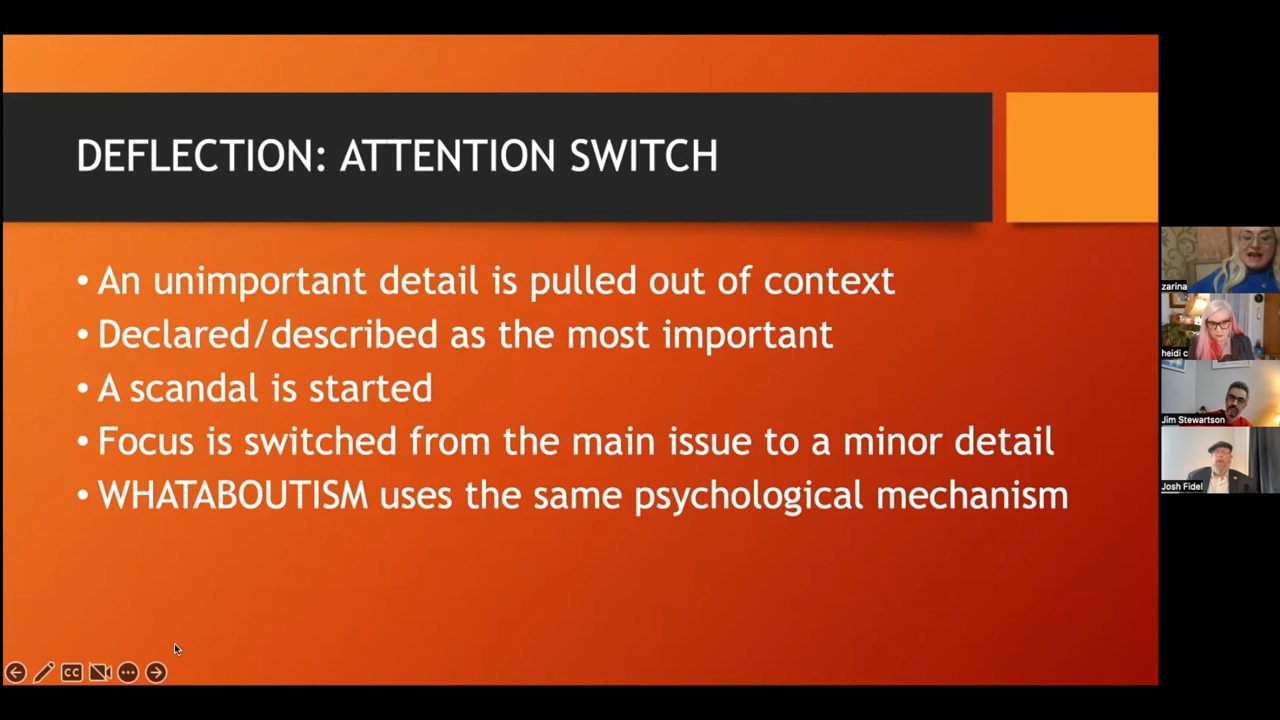 DEFLECTION: ATTENTION SWITCH
• An unimportant detail is pulled out of context
• Declared/described as the most important
• A scandal is started
• Focus is switched from the main issue to a minor detail
• WHATABOUTISM uses the same psychological mechanism
zarina
heidi c
Jim Stewartson
Josh Fidel
CC